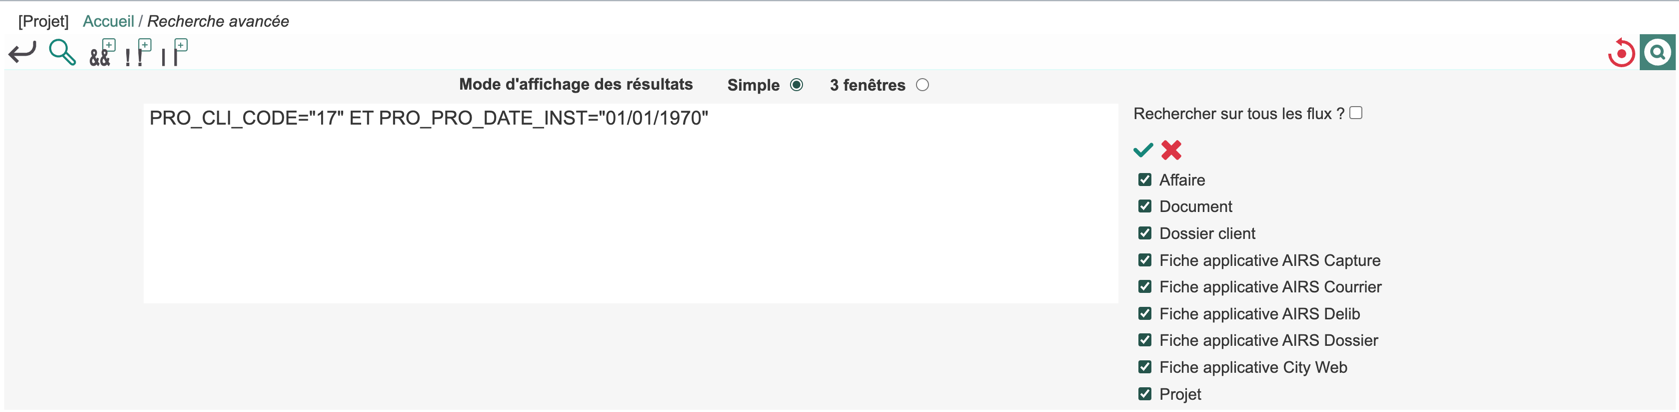 [Projet] Accueil / Recherche avancée
&& !! ||
Mode d'affichage des résultats Simple 3 fenêtres
PRO_CLI_CODE="17" ET PRO_PRO_DATE_INST="01/01/1970"
Rechercher sur tous les flux ?
Affaire
Document
Dossier client
Fiche applicative AIRS Capture
Fiche applicative AIRS Courrier
Fiche applicative AIRS Delib
Fiche applicative AIRS Dossier
Fiche applicative City Web
Projet